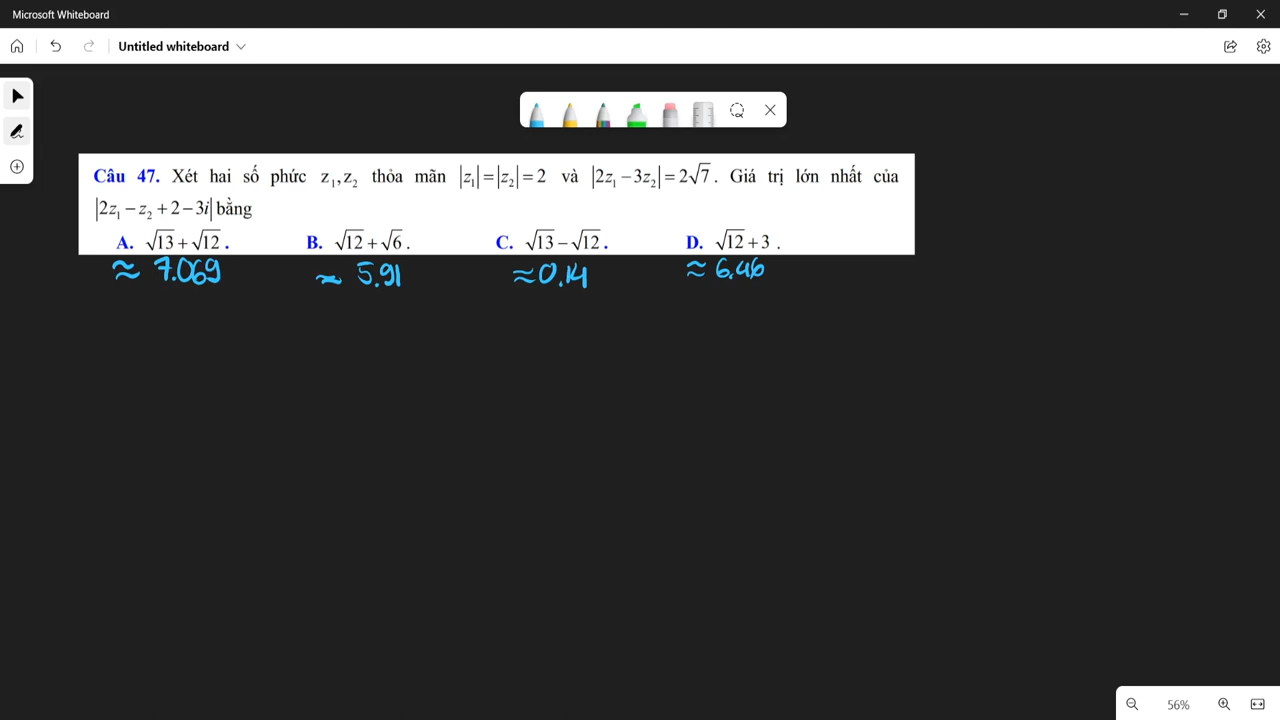 Microsoft Whiteboard
Untitled whiteboard
Câu 47. Xét hai số phức z₁,z₂ thỏa mãn |z₁|=|z₂|=2 và |2z₁−3z₂|=2√7. Giá trị lớn nhất của
|2z₁−z₂+2−3i| bằng
A. √13+√12. B. √12+√6. C. √13−√12. D. √12+3.
≈ 7.069 ~ 5.91 ≈0.14 ≈ 6.46
56%